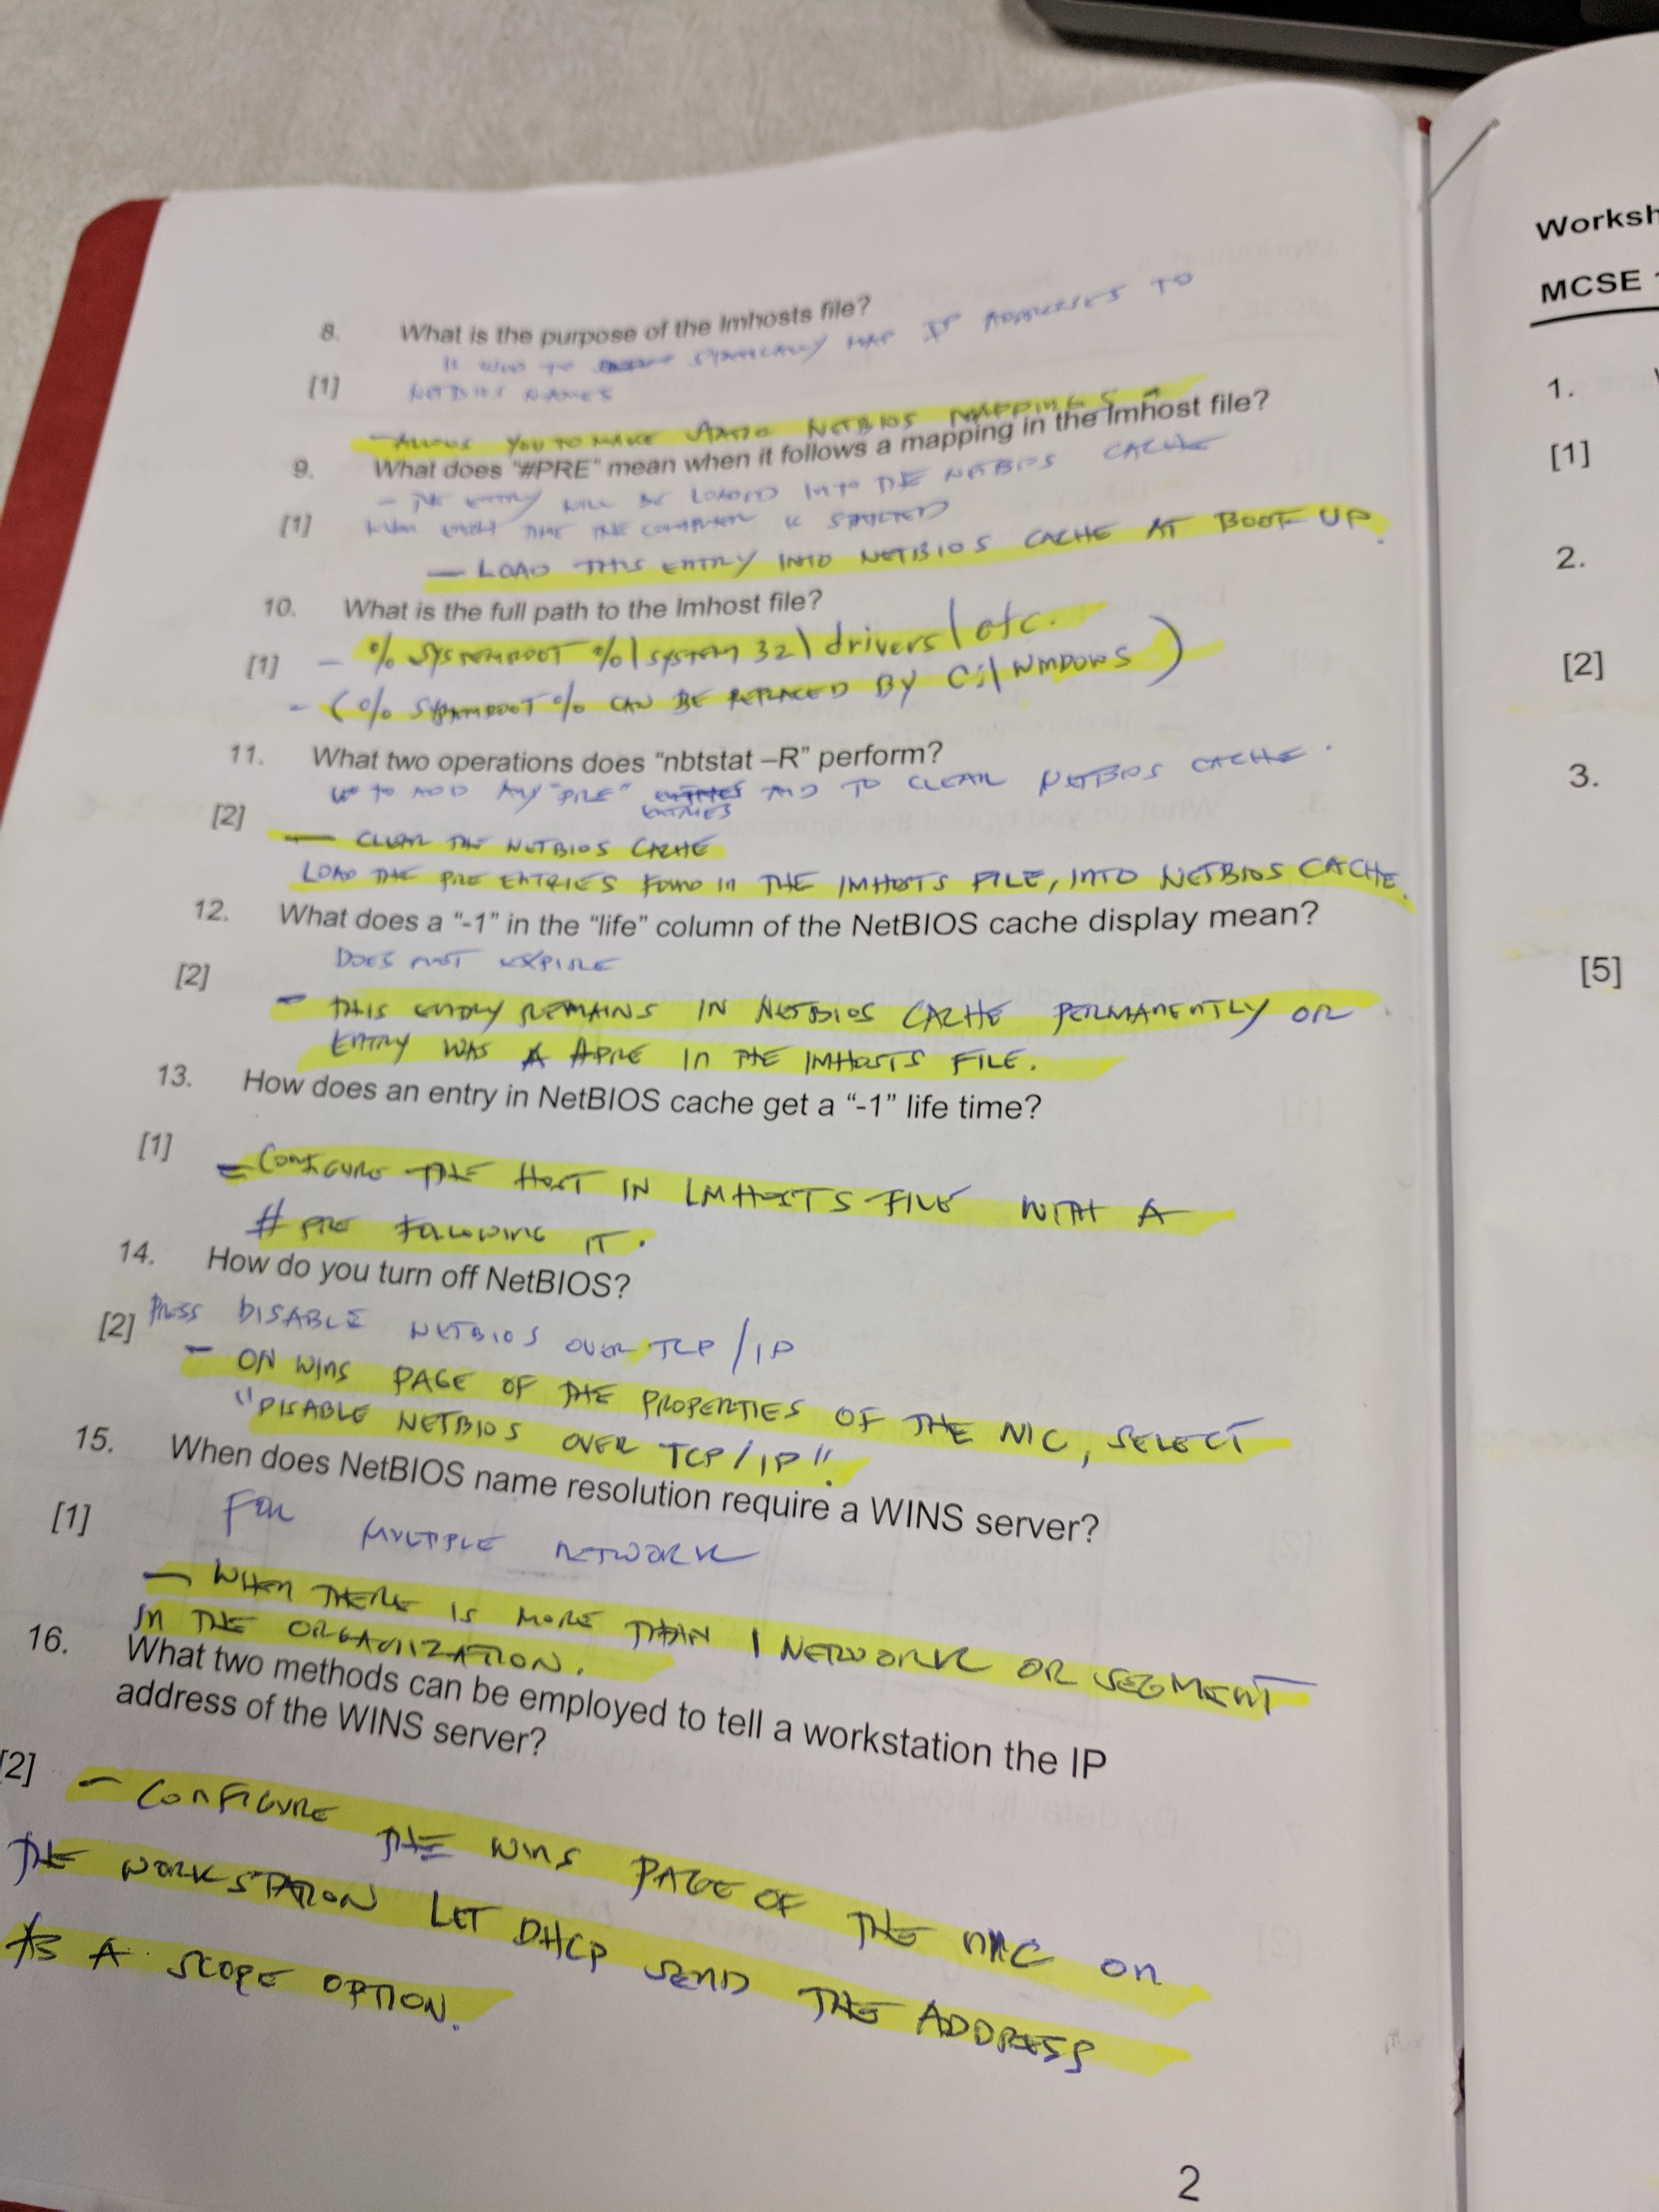 8. What is the purpose of the lmhosts file?
IS USED TO STATICALLY MAP IP ADDRESSES TO
[1] NETBIOS NAMES
- ALLOWS YOU TO MAKE STATIC NETBIOS MAPPINGS
9. What does "#PRE" mean when it follows a mapping in the lmhost file?
- THE ENTRY WILL BE LOADED INTO THE NETBIOS CACHE
[1] WHEN EACH TIME THE COMPUTER IS STARTED
- LOAD THIS ENTRY INTO NETBIOS CACHE AT BOOT UP.
10. What is the full path to the lmhost file?
[1] - % SYSTEMROOT %\ SYSTEM 32\ drivers\ etc.
- (% SYSTEMROOT % CAN BE REPLACED BY C:\ WINDOWS)
11. What two operations does "nbtstat –R" perform?
UP TO ADD ANY "PRE" ENTRIES AND TO CLEAR NETBIOS CACHE.
[2] - CLEAR THE NETBIOS CACHE
LOAD THE PRE ENTRIES FOUND IN THE LMHOSTS FILE, INTO NETBIOS CACHE.
12. What does a "-1" in the "life" column of the NetBIOS cache display mean?
DOES NOT EXPIRE
[2] - THIS ENTRY REMAINS IN NETBIOS CACHE PERMANENTLY OR
ENTRY WAS A #PRE IN THE LMHOSTS FILE.
13. How does an entry in NetBIOS cache get a "-1" life time?
[1] - CONFIGURE THE HOST IN LMHOSTS FILE WITH A
# PRE FOLLOWING IT.
14. How do you turn off NetBIOS?
[2] PRESS DISABLE NETBIOS OVER TCP/IP
- ON WINS PAGE OF THE PROPERTIES OF THE NIC, SELECT
"DISABLE NETBIOS OVER TCP/IP".
15. When does NetBIOS name resolution require a WINS server?
[1] FOR MULTIPLE NETWORK
- WHEN THERE IS MORE THAN 1 NETWORK OR SEGMENT
IN THE ORGANIZATION.
16. What two methods can be employed to tell a workstation the IP
address of the WINS server?
[2] - CONFIGURE THE WINS PAGE OF THE NIC ON
THE WORKSTATION LET DHCP SEND THE ADDRESS
AS A SCOPE OPTION.
2
MCSE
1.
[1]
2.
[2]
3.
[5]